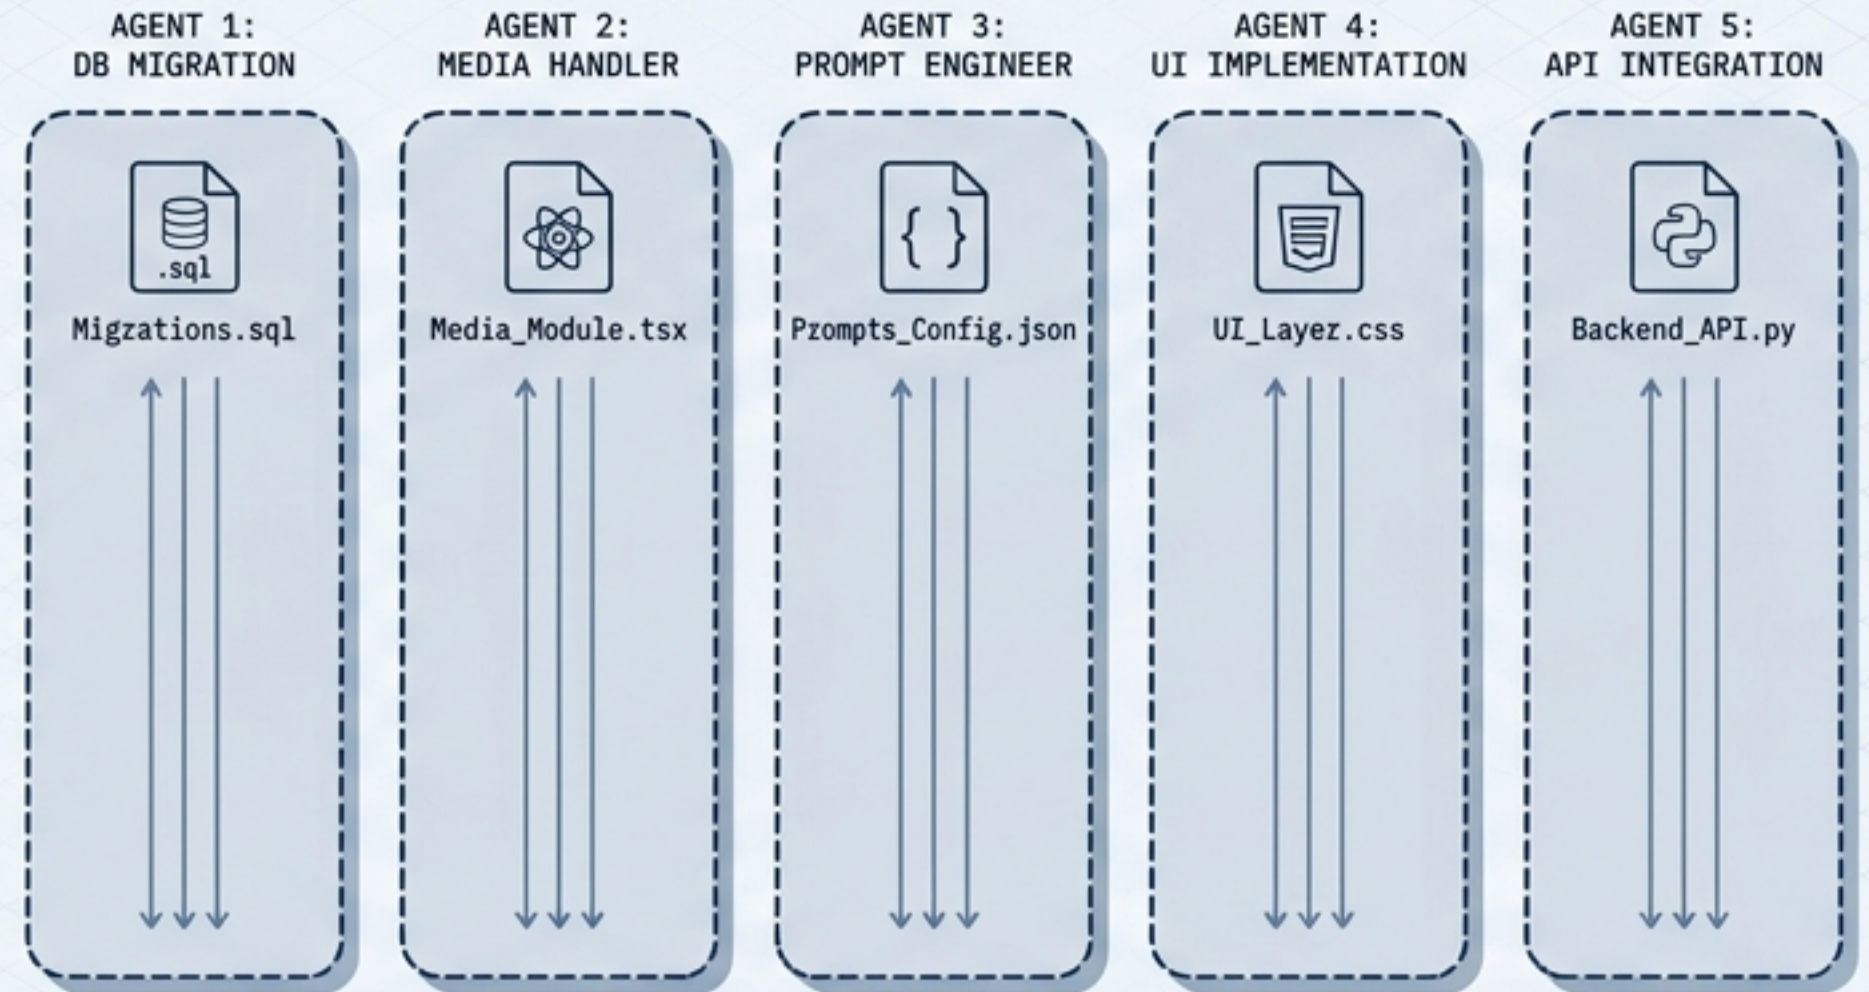 AGENT 1:
DB MIGRATION
.sql
Migzations.sql
AGENT 2:
MEDIA HANDLER
Media_Module.tsx
AGENT 3:
PROMPT ENGINEER
{ }
Pzompts_Config.json
AGENT 4:
UI IMPLEMENTATION
UI_Layer.css
AGENT 5:
API INTEGRATION
Backend_API.py